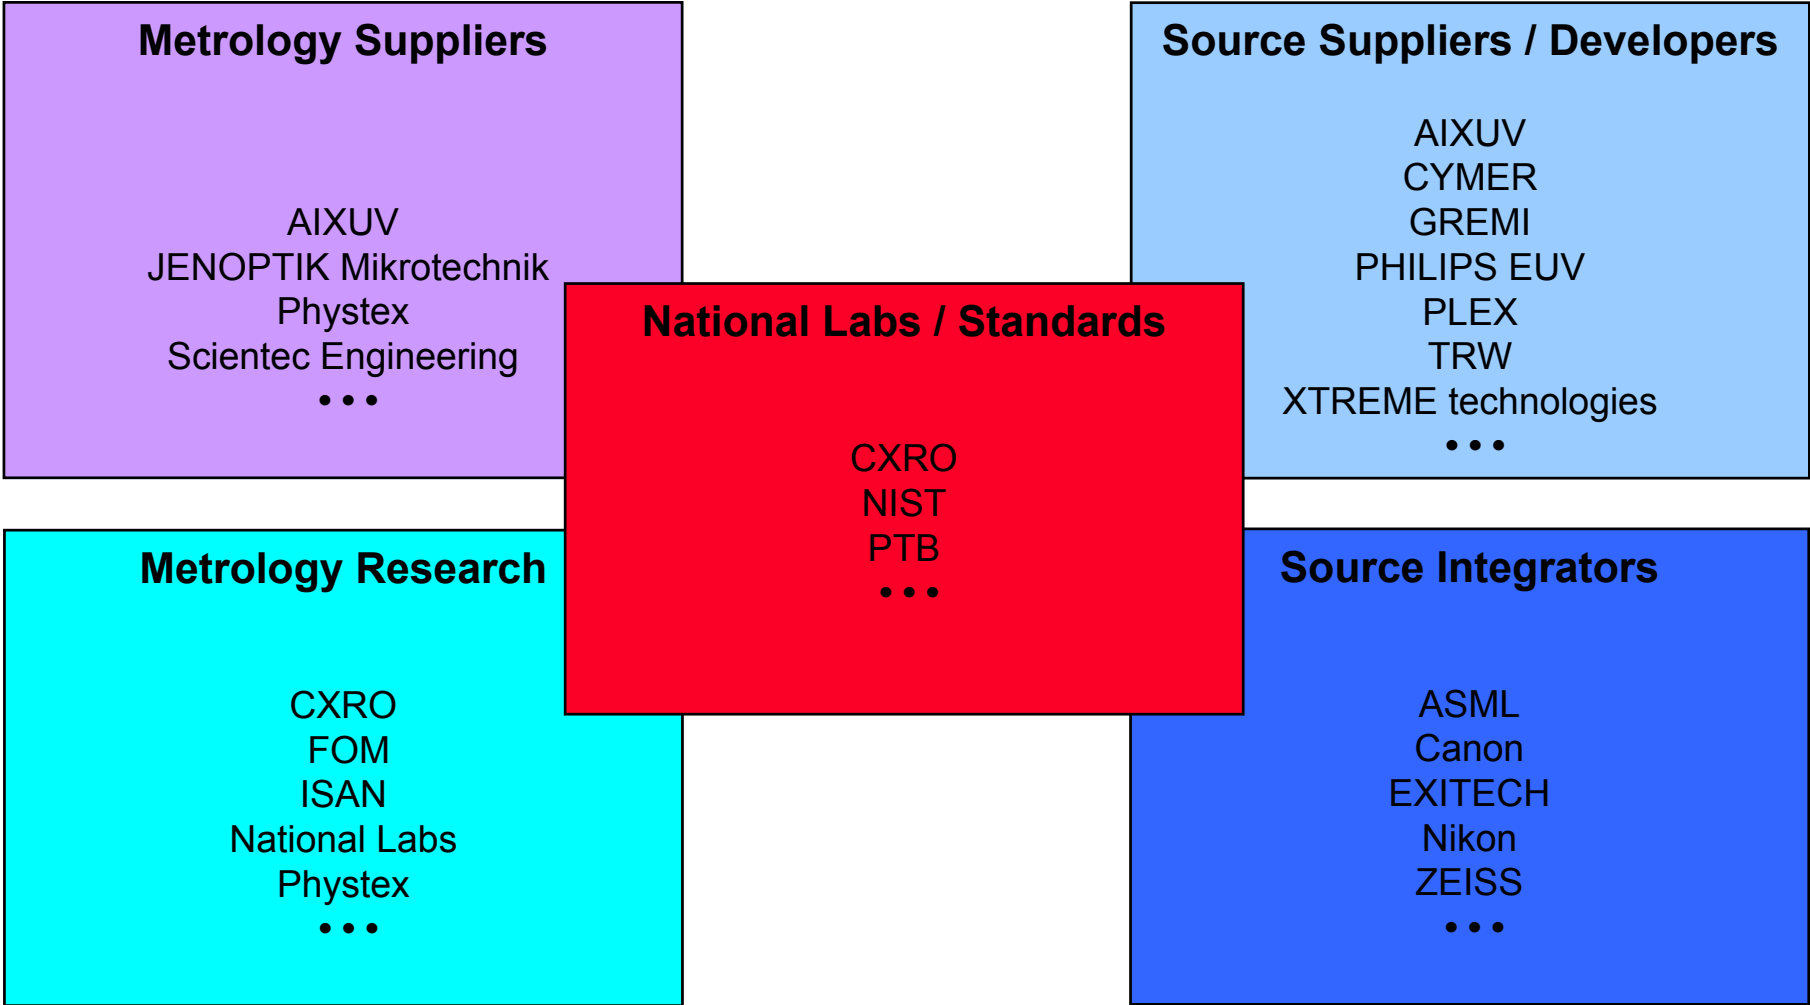 Metrology Suppliers
AIXUV
JENOPTIK Mikrotechnik
Phystex
Scientec Engineering
• • •
Source Suppliers / Developers
AIXUV
CYMER
GREMI
PHILIPS EUV
PLEX
TRW
XTREME technologies
• • •
National Labs / Standards
CXRO
NIST
PTB
• • •
Metrology Research
CXRO
FOM
ISAN
National Labs
Phystex
• • •
Source Integrators
ASML
Canon
EXITECH
Nikon
ZEISS
• • •